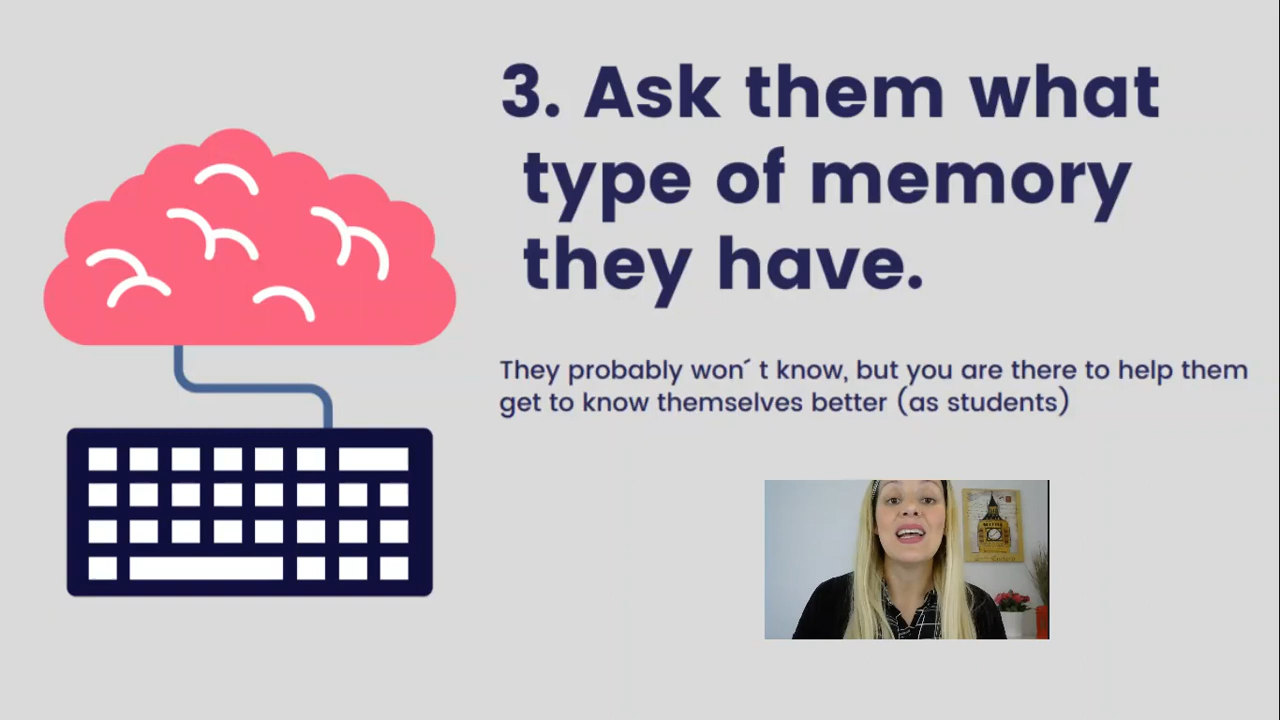 3. Ask them what
type of memory
they have.
They probably won´ t know, but you are there to help them
get to know themselves better (as students)